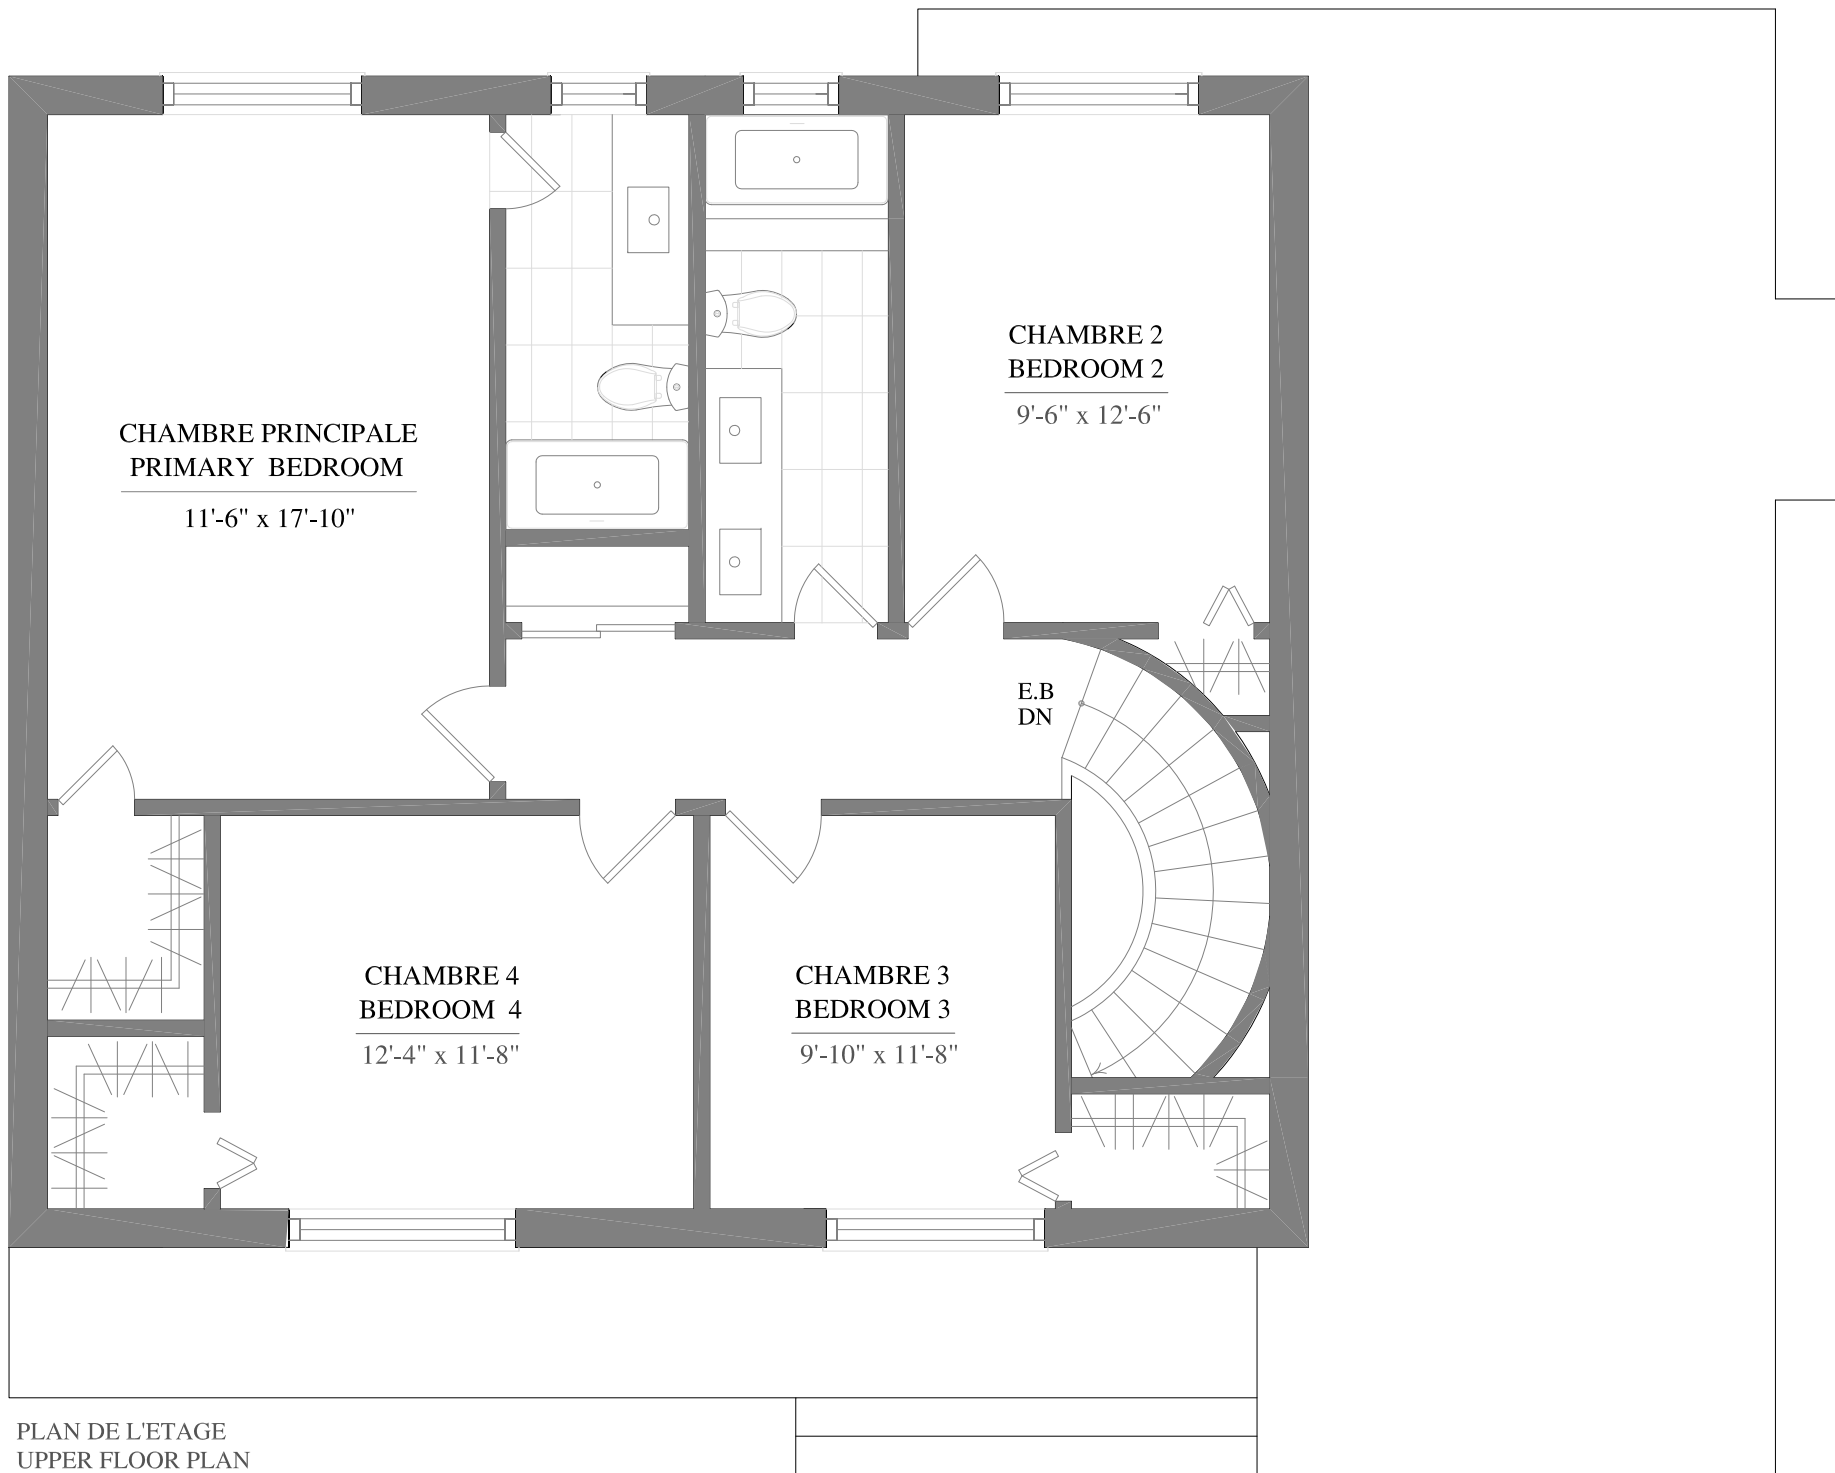 CHAMBRE 2
BEDROOM 2
9'-6" x 12'-6"
CHAMBRE PRINCIPALE
PRIMARY BEDROOM
11'-6" x 17'-10"
E.B
DN
CHAMBRE 4
BEDROOM 4
12'-4" x 11'-8"
CHAMBRE 3
BEDROOM 3
9'-10" x 11'-8"
PLAN DE L'ETAGE
UPPER FLOOR PLAN